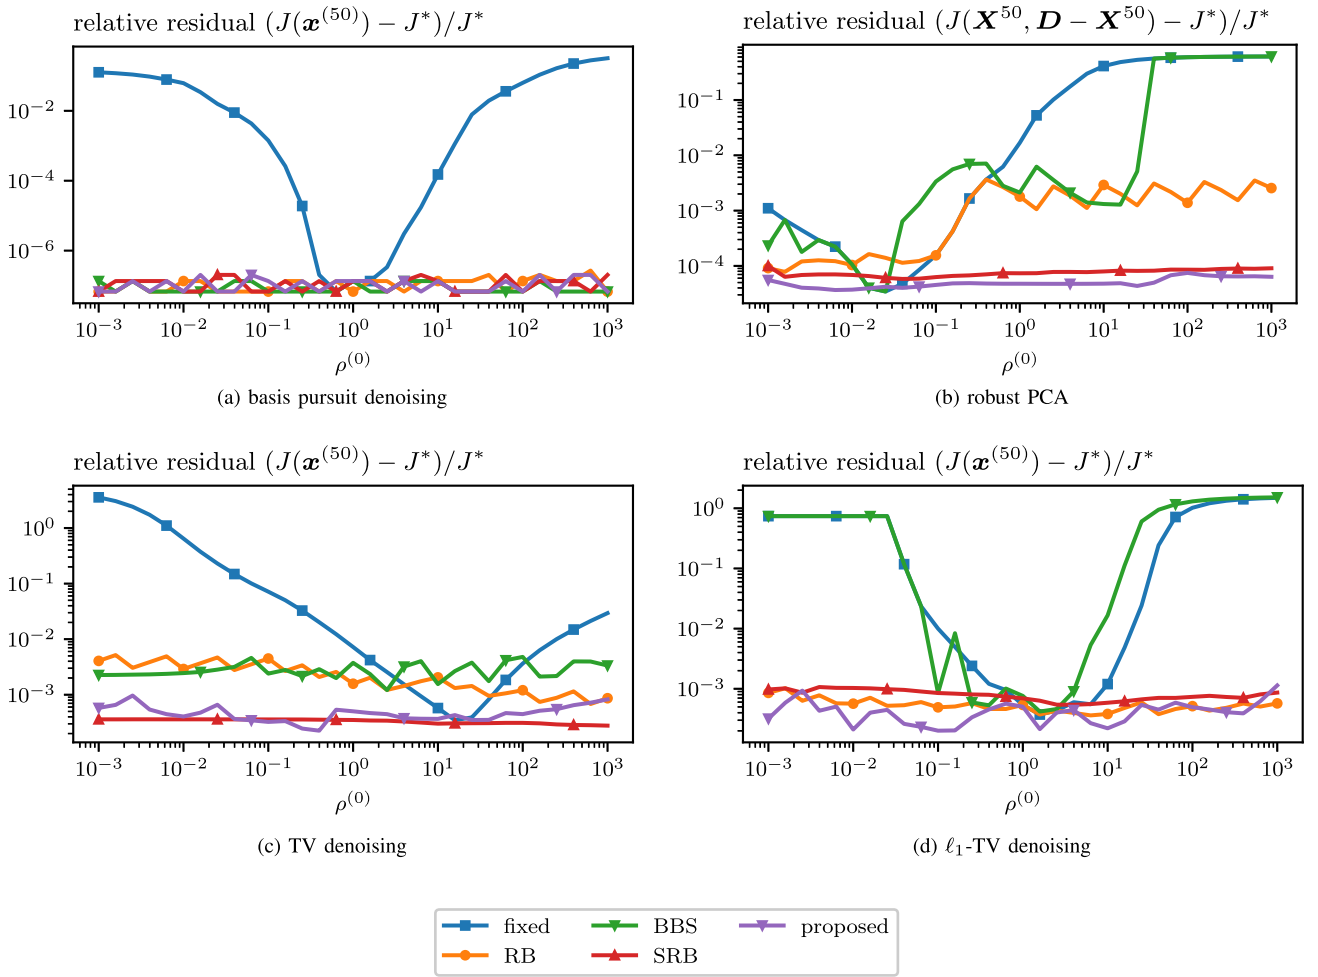 relative residual (J(x^(50)) − J*)/J*
10^−2
10^−4
10^−6
10^−3 10^−2 10^−1 10^0 10^1 10^2 10^3
ρ^(0)
(a) basis pursuit denoising
relative residual (J(X^50, D − X^50) − J*)/J*
10^−1
10^−2
10^−3
10^−4
10^−3 10^−2 10^−1 10^0 10^1 10^2 10^3
ρ^(0)
(b) robust PCA
relative residual (J(x^(50)) − J*)/J*
10^0
10^−1
10^−2
10^−3
10^−3 10^−2 10^−1 10^0 10^1 10^2 10^3
ρ^(0)
(c) TV denoising
relative residual (J(x^(50)) − J*)/J*
10^0
10^−1
10^−2
10^−3
10^−3 10^−2 10^−1 10^0 10^1 10^2 10^3
ρ^(0)
(d) ℓ₁-TV denoising
fixed BBS proposed
RB SRB